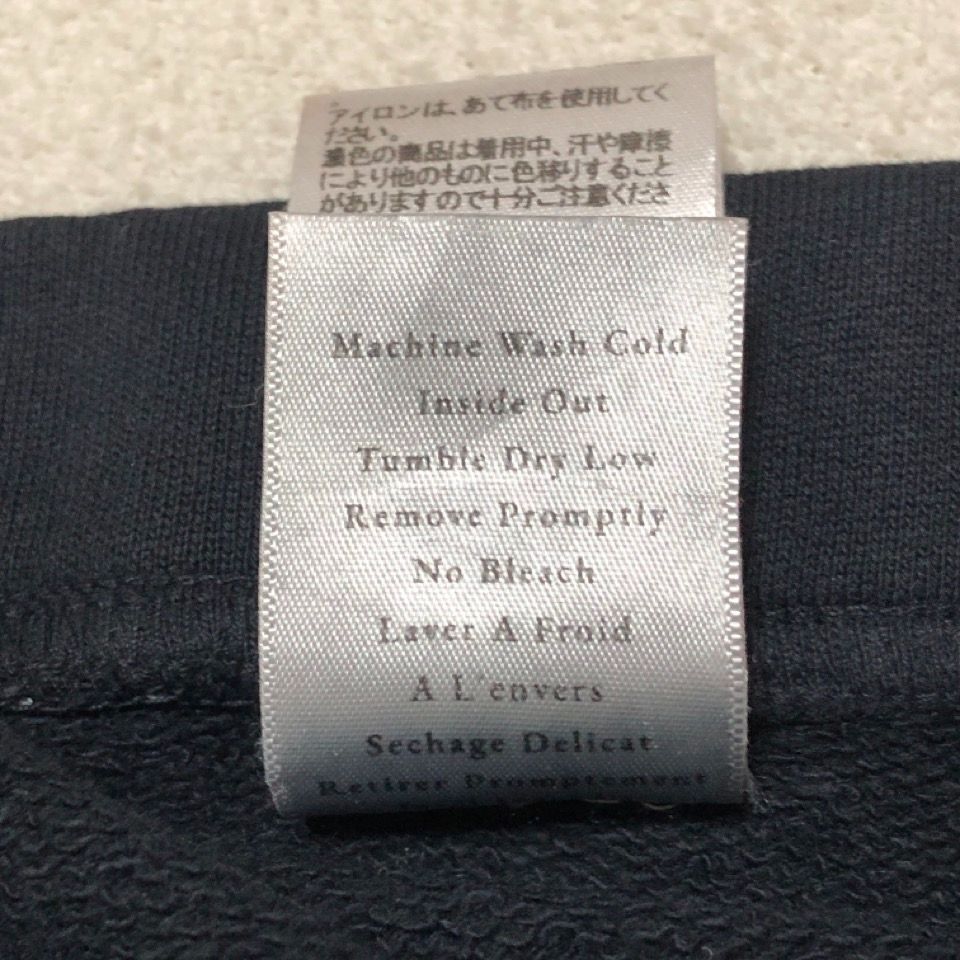 アイロンは、あて布を使用してく
ださい。
濃色の商品は着用中、汗や摩擦
により他のものに色移りすること
がありますので十分ご注意くださ
Machine Wash Cold
Inside Out
Tumble Dry Low
Remove Promptly
No Bleach
Laver A Froid
A L'envers
Sechage Delicat
Retirer Promptement